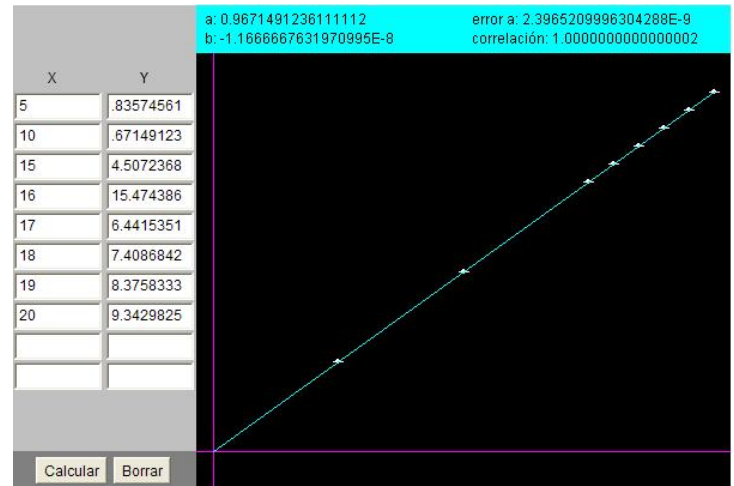 a: 0.9671491236111112 error a: 2.3965209996304288E-9
b: -1.1666667631970995E-8 correlación: 1.0000000000000002
X Y
5 .83574561
10 .67149123
15 4.5072368
16 15.474386
17 6.4415351
18 7.4086842
19 8.3758333
20 9.3429825
Calcular Borrar